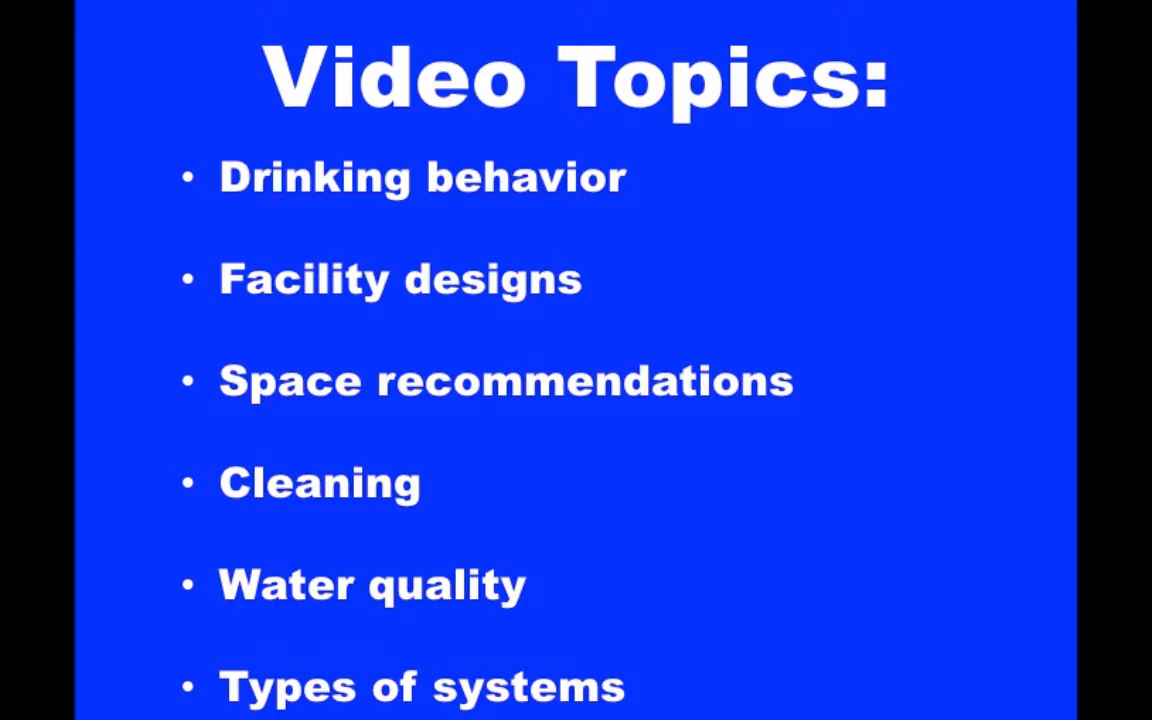 Video Topics:
• Drinking behavior
• Facility designs
• Space recommendations
• Cleaning
• Water quality
• Types of systems